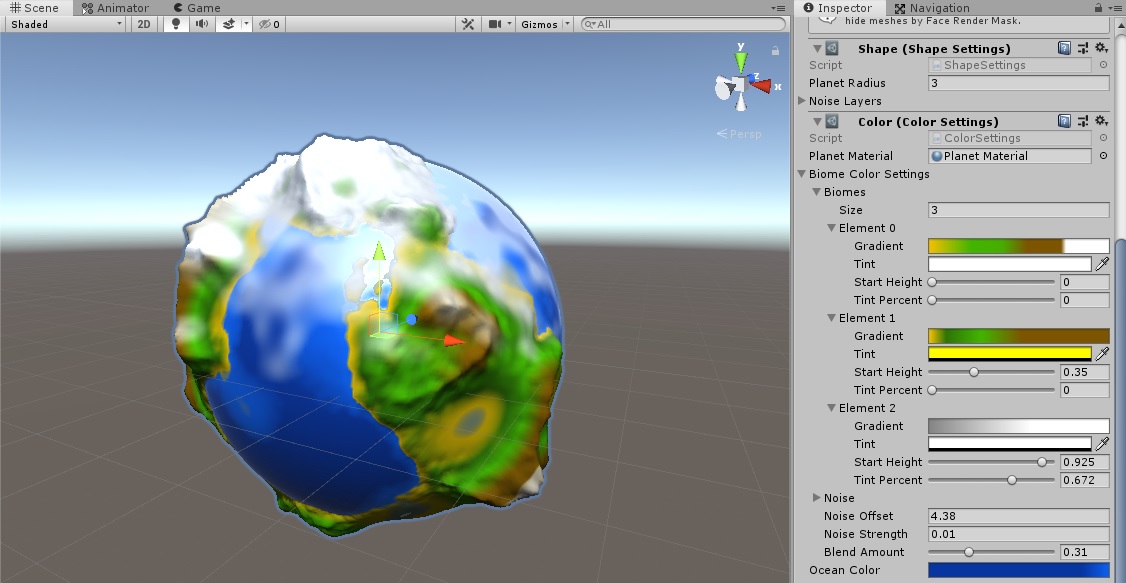 Scene Animator Game
Shaded 2D 0 Gizmos All
y
z
x
Persp
Inspector Navigation
hide meshes by Face Render Mask.
Shape (Shape Settings)
Script ShapeSettings
Planet Radius 3
Noise Layers
Color (Color Settings)
Script ColorSettings
Planet Material Planet Material
Biome Color Settings
Biomes
Size 3
Element 0
Gradient
Tint
Start Height 0
Tint Percent 0
Element 1
Gradient
Tint
Start Height 0.35
Tint Percent 0
Element 2
Gradient
Tint
Start Height 0.925
Tint Percent 0.672
Noise
Noise Offset 4.38
Noise Strength 0.01
Blend Amount 0.31
Ocean Color